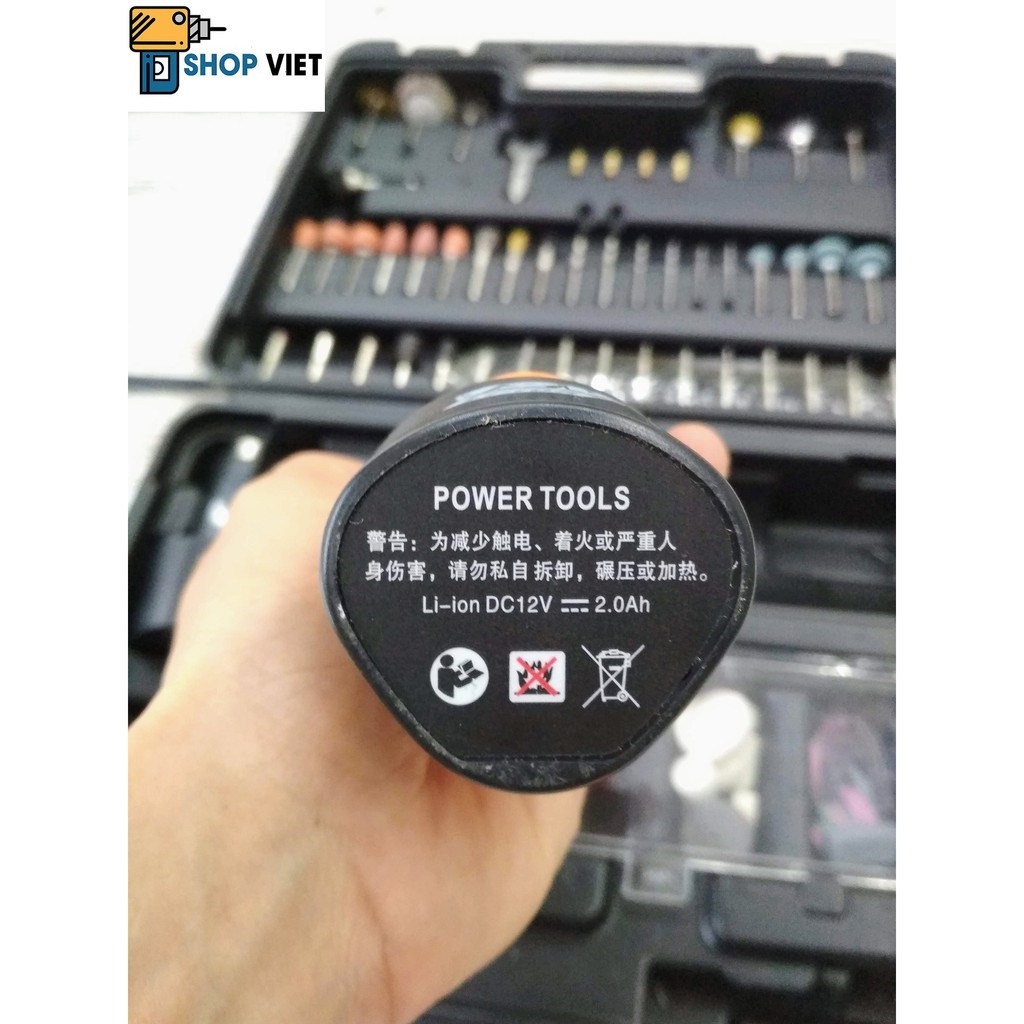 SHOP VIET
POWER TOOLS
警告：为减少触电、着火或严重人
身伤害，请勿私自拆卸，碾压或加热。
Li-ion DC12V ⎓ 2.0Ah